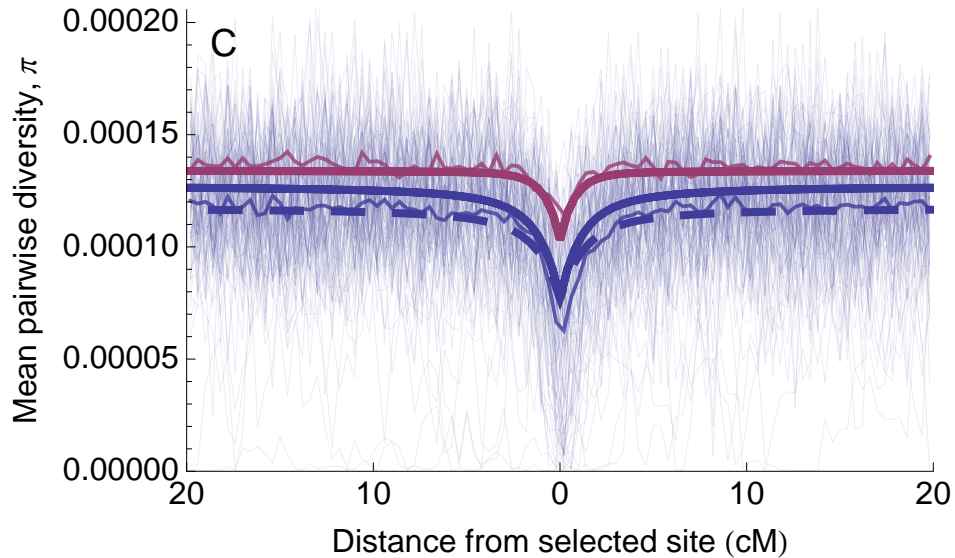 C
Mean pairwise diversity, π
0.00020
0.00015
0.00010
0.00005
0.00000
20 10 0 10 20
Distance from selected site (cM)